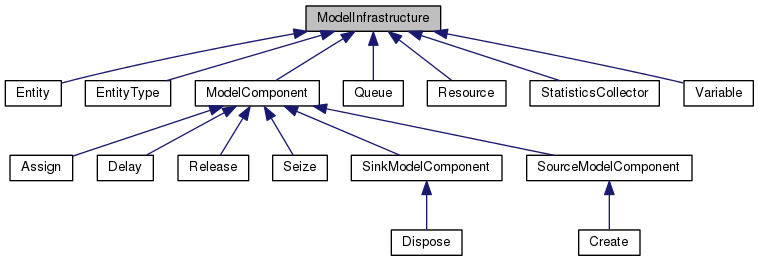 ModelInfrastructure
Entity
EntityType
ModelComponent
Queue
Resource
StatisticsCollector
Variable
Assign
Delay
Release
Seize
SinkModelComponent
SourceModelComponent
Dispose
Create